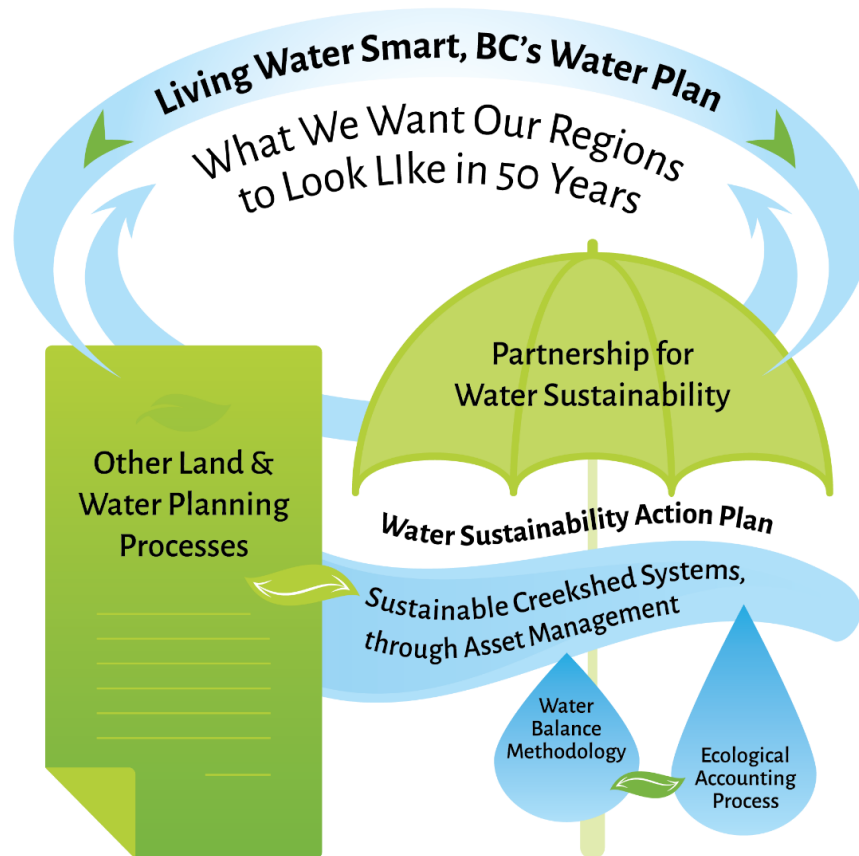 Living Water Smart, BC's Water Plan
What We Want Our Regions
to Look LIke in 50 Years
Partnership for
Water Sustainability
Other Land &
Water Planning
Processes
Water Sustainability Action Plan
Sustainable Creekshed Systems,
through Asset Management
Water
Balance
Methodology
Ecological
Accounting
Process